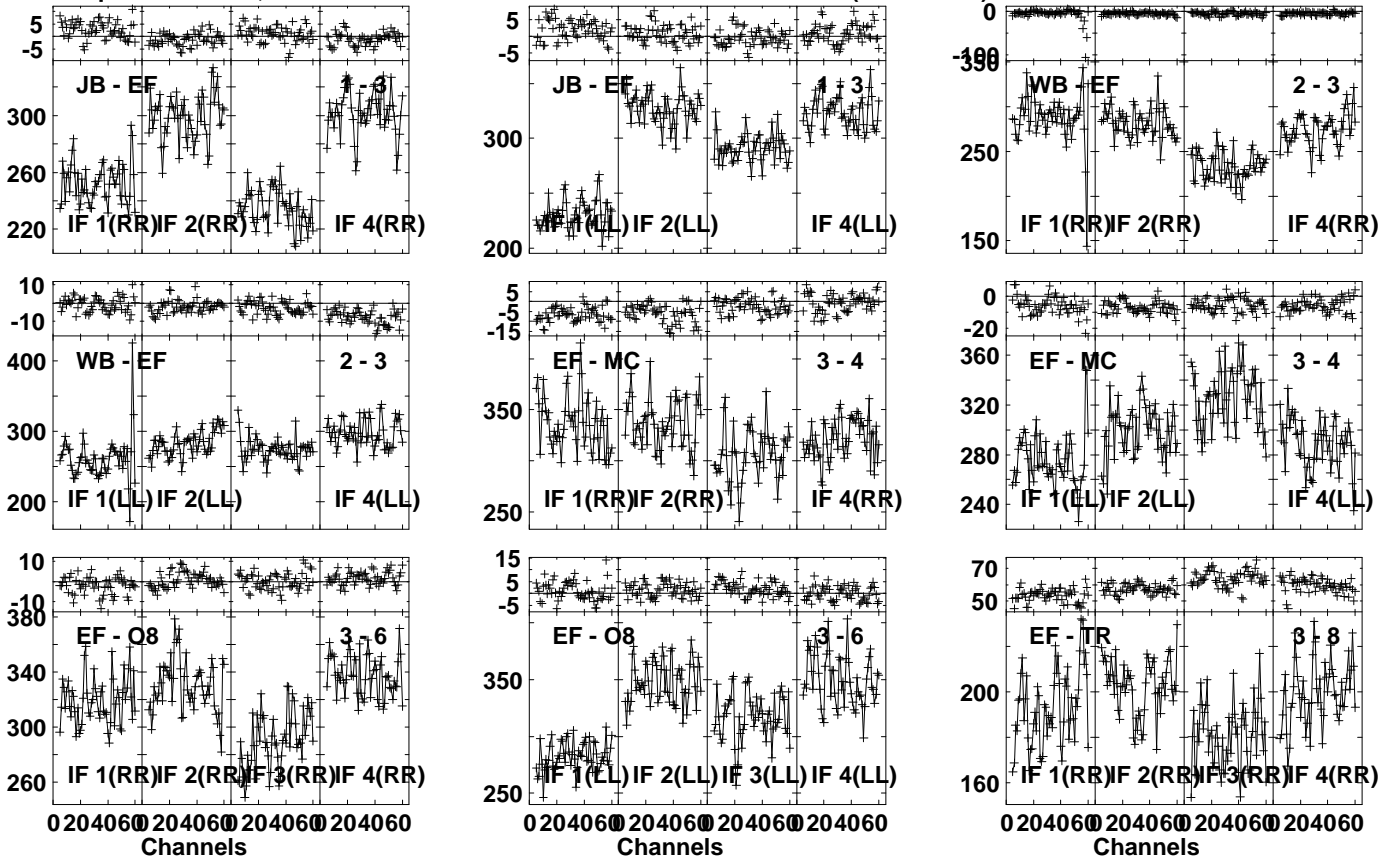 5
-5
JB - EF 1 - 3
300
260
220
IF 1(RR) IF 2(RR) IF 4(RR)
5
-5
JB - EF 1 - 3
300
200
IF 1(LL) IF 2(LL) IF 4(LL)
0
-100
350
WB - EF 2 - 3
250
150
IF 1(RR) IF 2(RR) IF 4(RR)
10
-10
WB - EF 2 - 3
400
300
200
IF 1(LL) IF 2(LL) IF 4(LL)
5
-5
-15
EF - MC 3 - 4
350
250
IF 1(RR) IF 2(RR) IF 4(RR)
0
-20
EF - MC 3 - 4
360
320
280
240
IF 1(LL) IF 2(LL) IF 4(LL)
10
-10
380
EF - O8 3 - 6
340
300
260
IF 1(RR) IF 2(RR) IF 3(RR) IF 4(RR)
0 204060 0 204060 0 204060 0 204060
Channels
15
5
-5
EF - O8 3 - 6
350
250
IF 1(LL) IF 2(LL) IF 3(LL) IF 4(LL)
0 204060 0 204060 0 204060 0 204060
Channels
70
50
EF - TR 3 - 8
200
160
IF 1(RR) IF 2(RR) IF 3(RR) IF 4(RR)
0 204060 0 204060 0 204060 0 204060
Channels